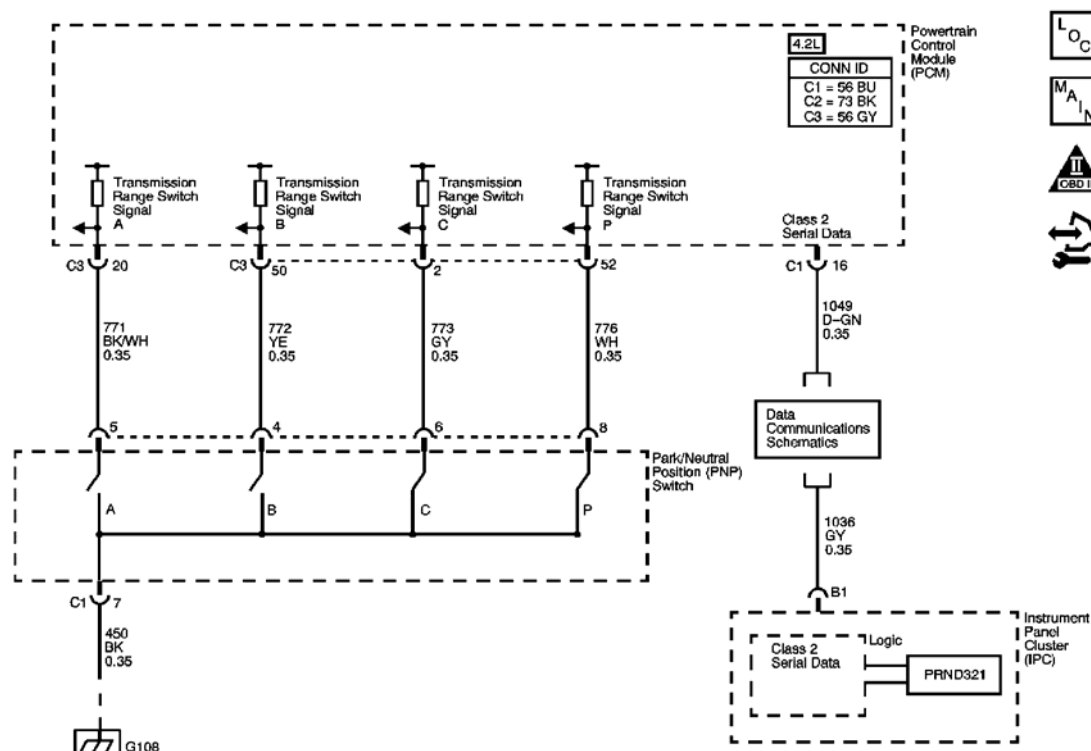 4.2L
CONN ID
C1 = 56 BU
C2 = 73 BK
C3 = 56 GY
Powertrain
Control
Module
(PCM)
L
O
C
M
A
I
N
II
OBD II
Transmission
Range Switch
Signal
A
Transmission
Range Switch
Signal
B
Transmission
Range Switch
Signal
C
Transmission
Range Switch
Signal
P
Class 2
Serial Data
C3 20
C3 50
2
52
C1 16
771
BK/WH
0.35
772
YE
0.35
773
GY
0.35
776
WH
0.35
1049
D-GN
0.35
5
4
6
8
Data
Communications
Schematics
Park/Neutral
Position (PNP)
Switch
A
B
C
P
1036
GY
0.35
C1 7
B1
450
BK
0.35
Instrument
Panel
Cluster
(IPC)
Class 2
Serial Data
Logic
PRND321
G108